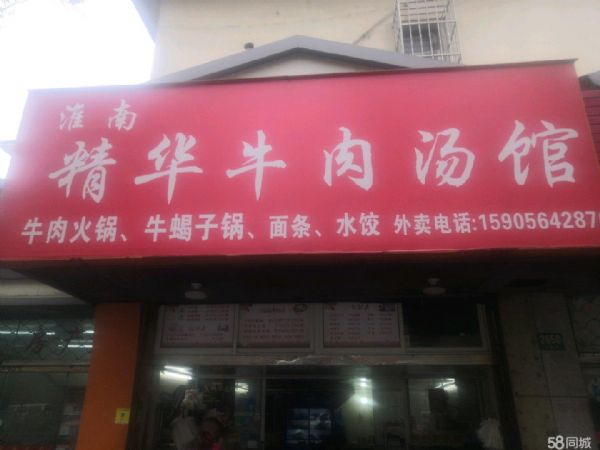 淮南
精华牛肉汤馆
牛肉火锅、牛蝎子锅、面条、水饺 外卖电话:1590564287
58同城